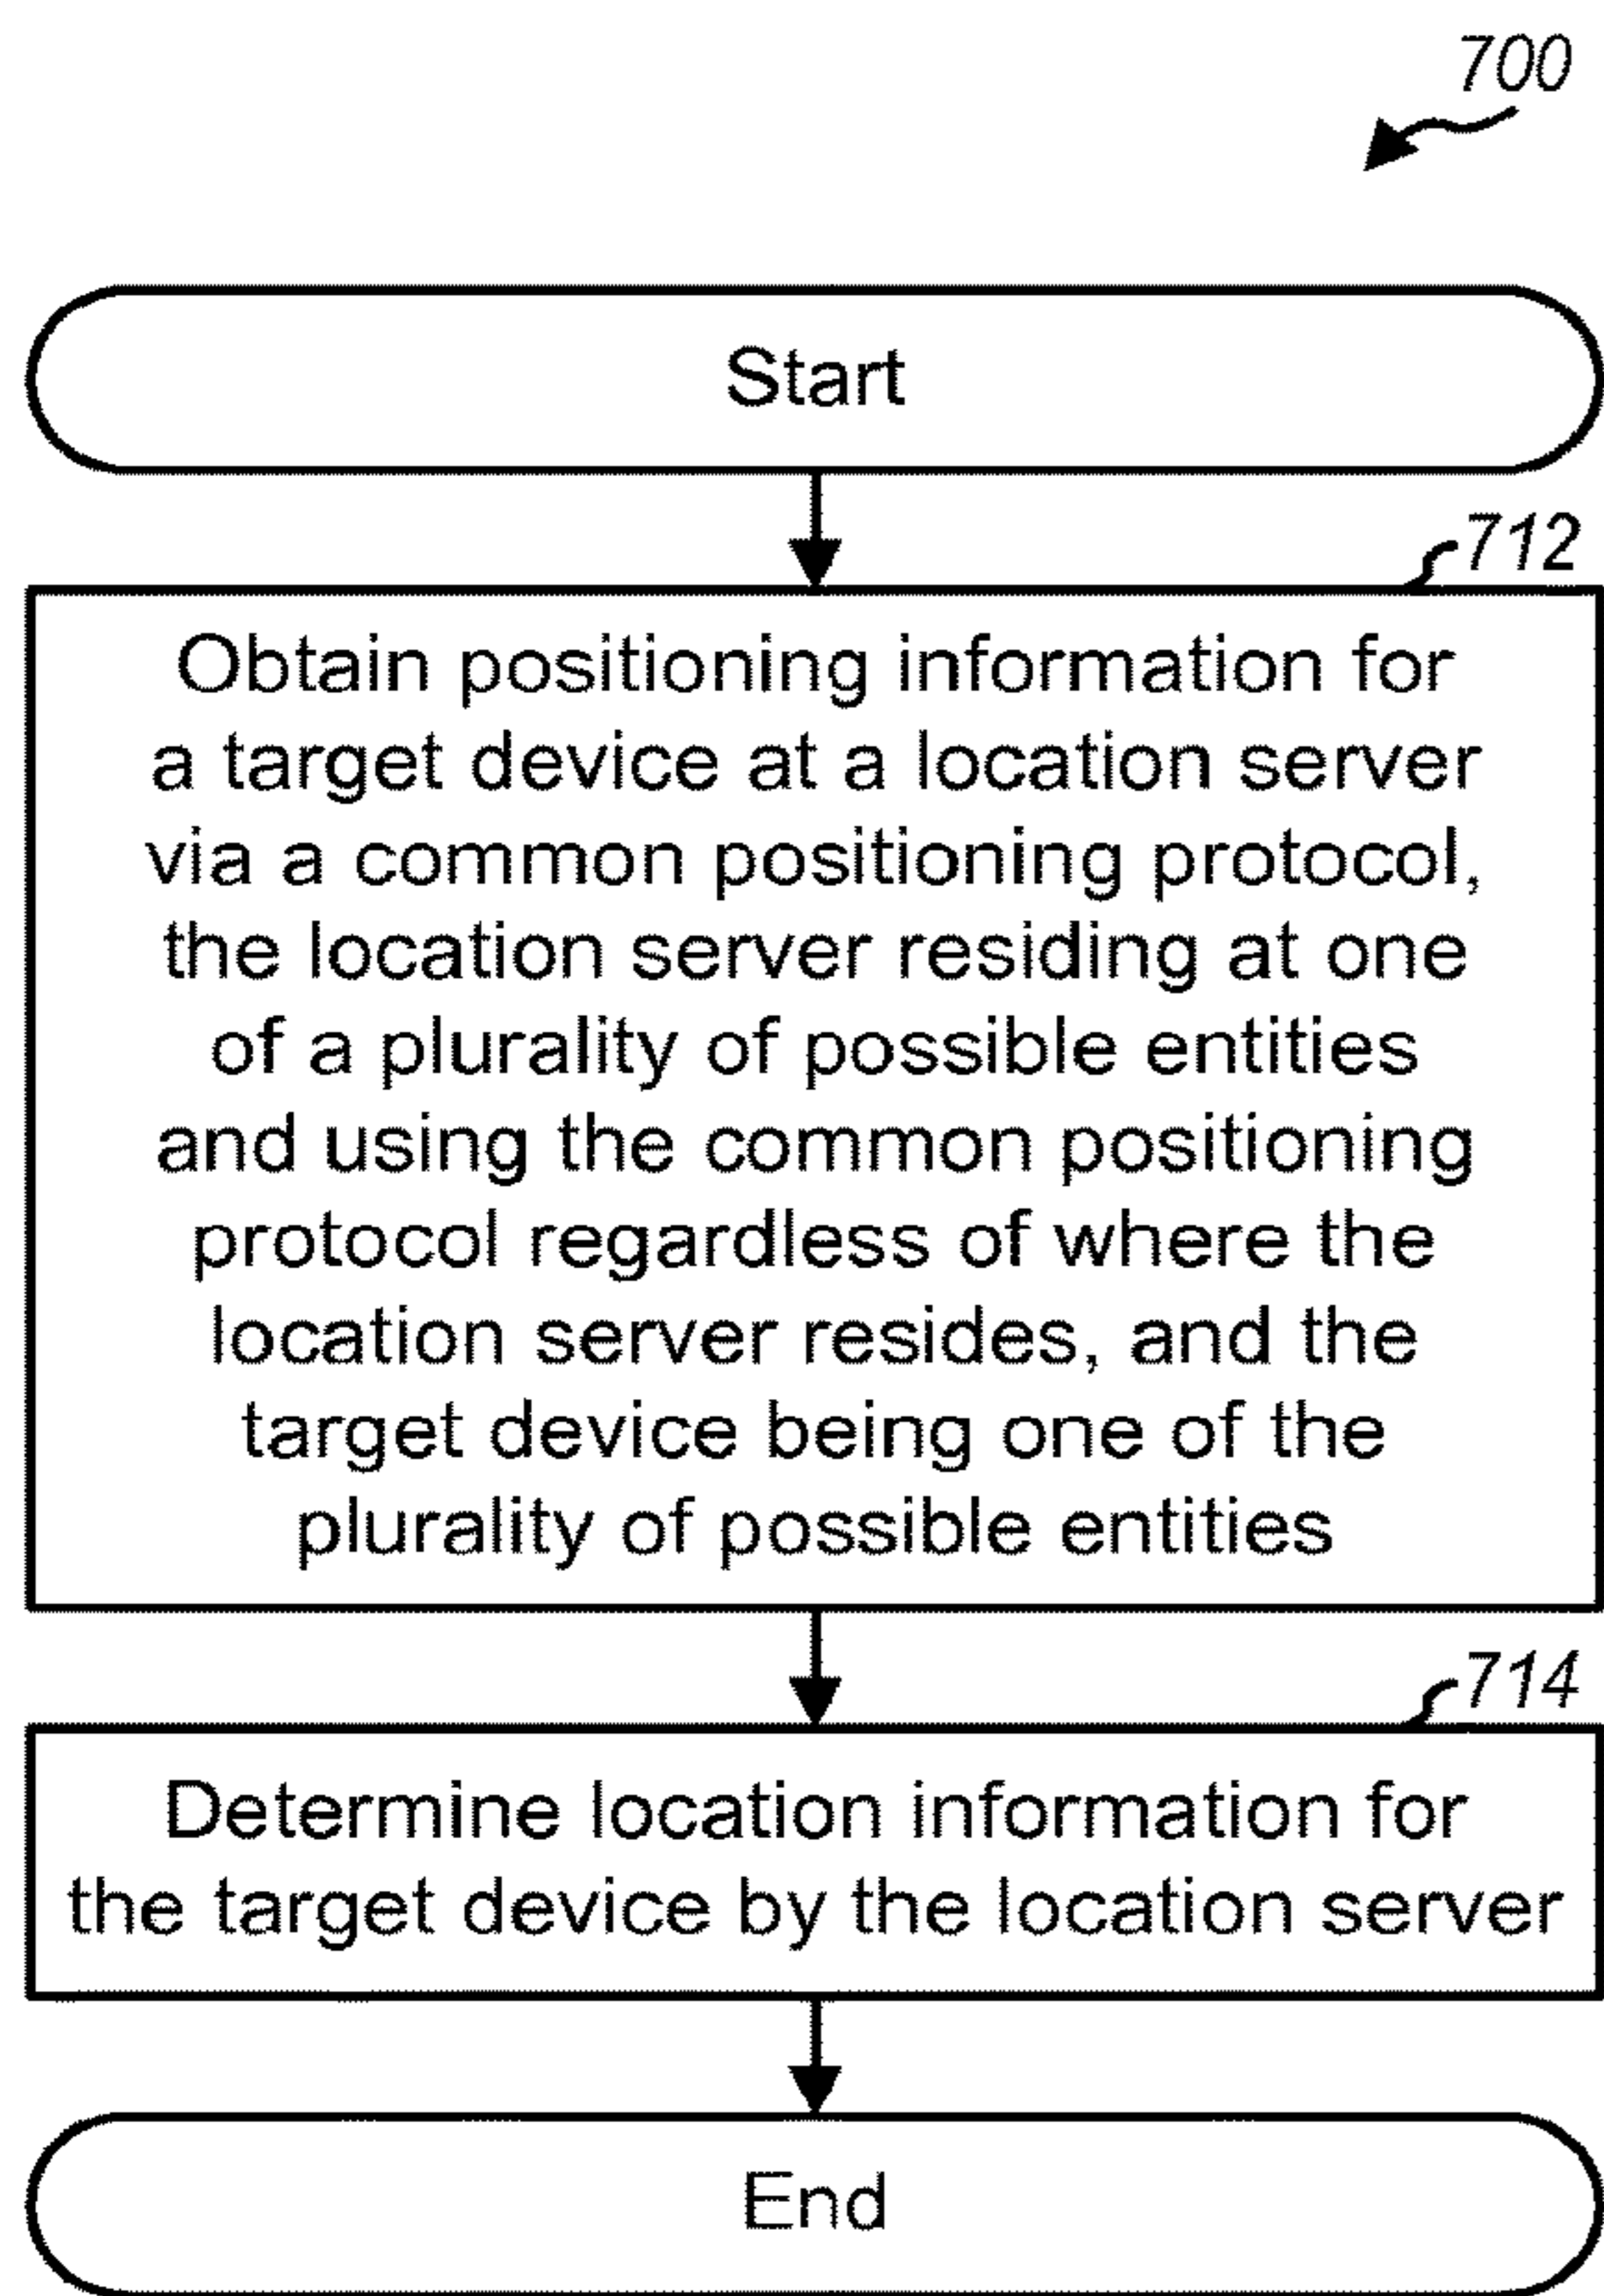 700
Start
712
Obtain positioning information for
a target device at a location server
via a common positioning protocol,
the location server residing at one
of a plurality of possible entities
and using the common positioning
protocol regardless of where the
location server resides, and the
target device being one of the
plurality of possible entities
714
Determine location information for
the target device by the location server
End